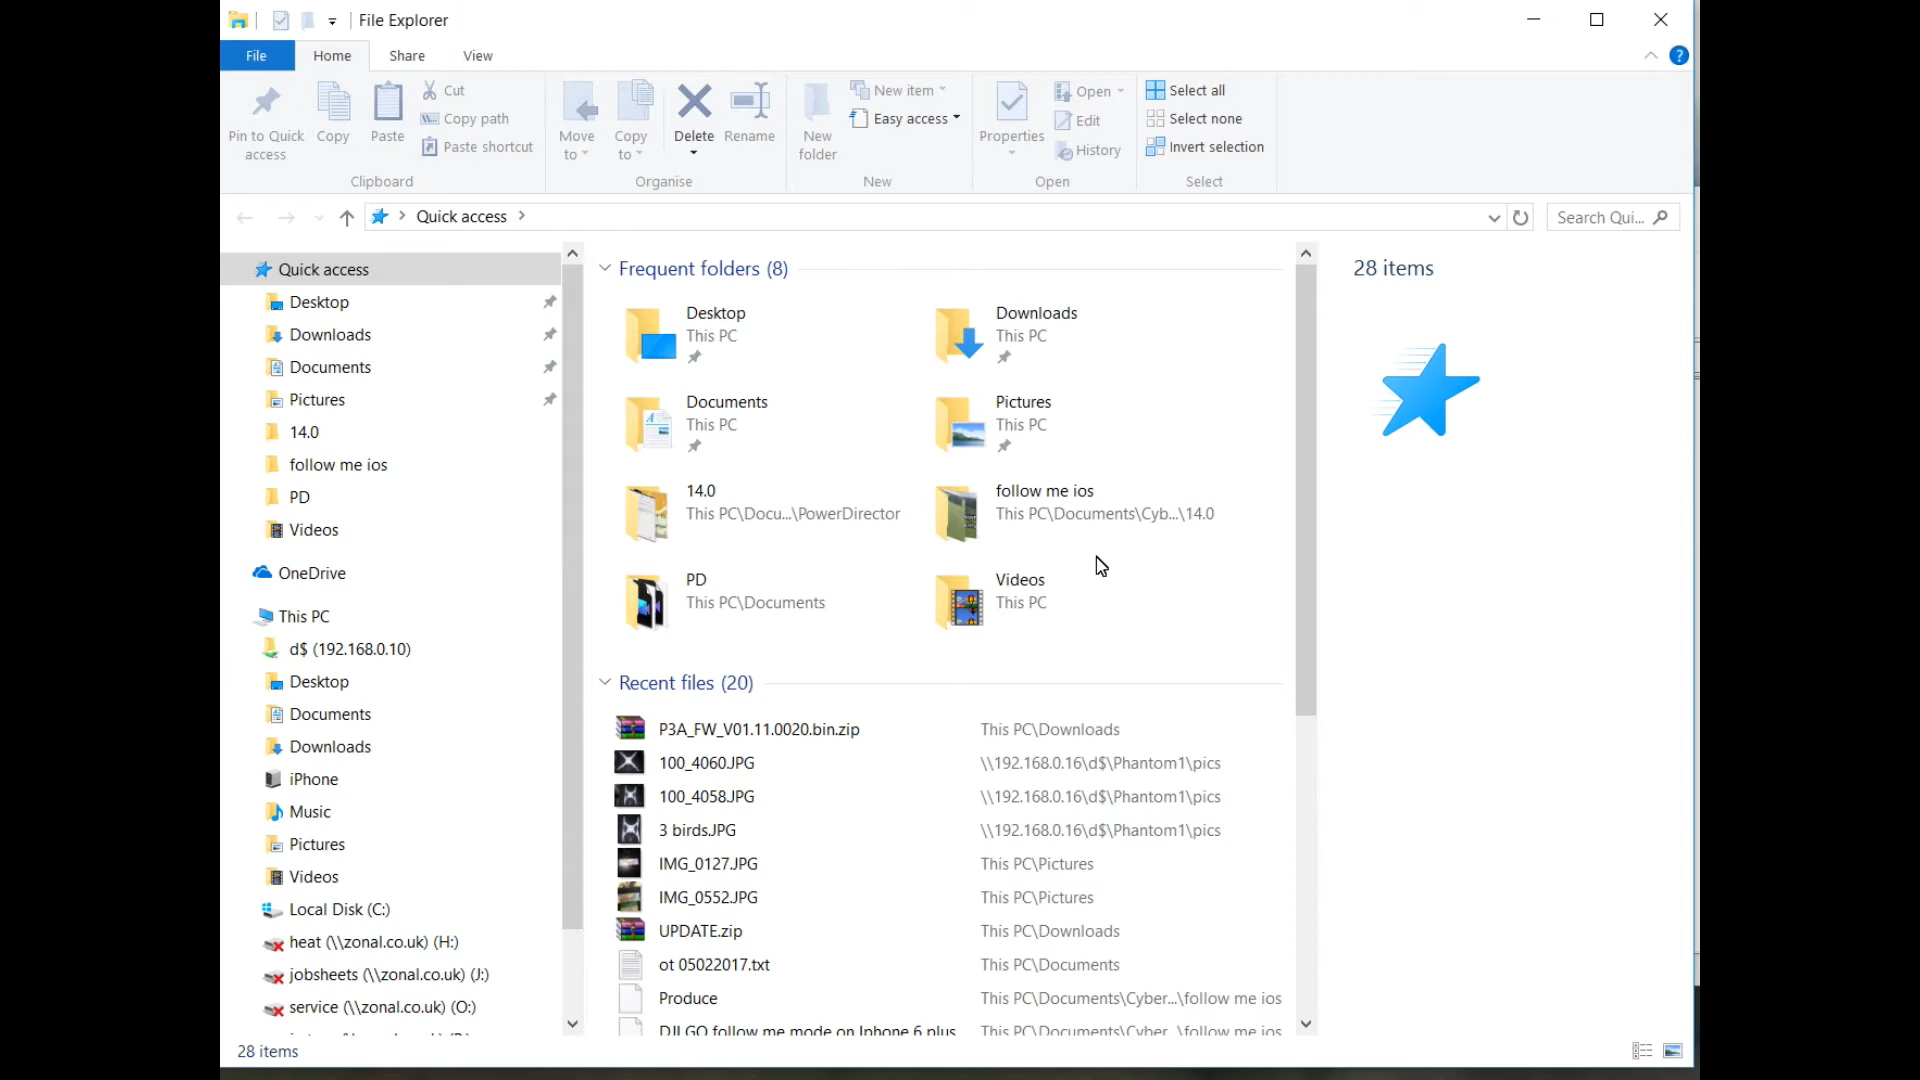 File Explorer
File Home Share View
Pin to Quick access
Copy
Paste
Cut
Copy path
Paste shortcut
Clipboard
Move to
Copy to
Delete
Rename
Organise
New folder
New item
Easy access
New
Properties
Open
Edit
History
Open
Select all
Select none
Invert selection
Select
Quick access
Search Qui...
Quick access
Desktop
Downloads
Documents
Pictures
14.0
follow me ios
PD
Videos
OneDrive
This PC
d$ (192.168.0.10)
Desktop
Documents
Downloads
iPhone
Music
Pictures
Videos
Local Disk (C:)
heat (\\zonal.co.uk) (H:)
jobsheets (\\zonal.co.uk) (J:)
service (\\zonal.co.uk) (O:)
Frequent folders (8)
Desktop
This PC
Downloads
This PC
Documents
This PC
Pictures
This PC
14.0
This PC\Docu...\PowerDirector
follow me ios
This PC\Documents\Cyb...\14.0
PD
This PC\Documents
Videos
This PC
Recent files (20)
P3A_FW_V01.11.0020.bin.zip This PC\Downloads
100_4060.JPG \\192.168.0.16\d$\Phantom1\pics
100_4058.JPG \\192.168.0.16\d$\Phantom1\pics
3 birds.JPG \\192.168.0.16\d$\Phantom1\pics
IMG_0127.JPG This PC\Pictures
IMG_0552.JPG This PC\Pictures
UPDATE.zip This PC\Downloads
ot 05022017.txt This PC\Documents
Produce This PC\Documents\Cyber...\follow me ios
DJI GO follow me mode on Iphone 6 plus This PC\Documents\Cyber...\follow me ios
28 items
28 items